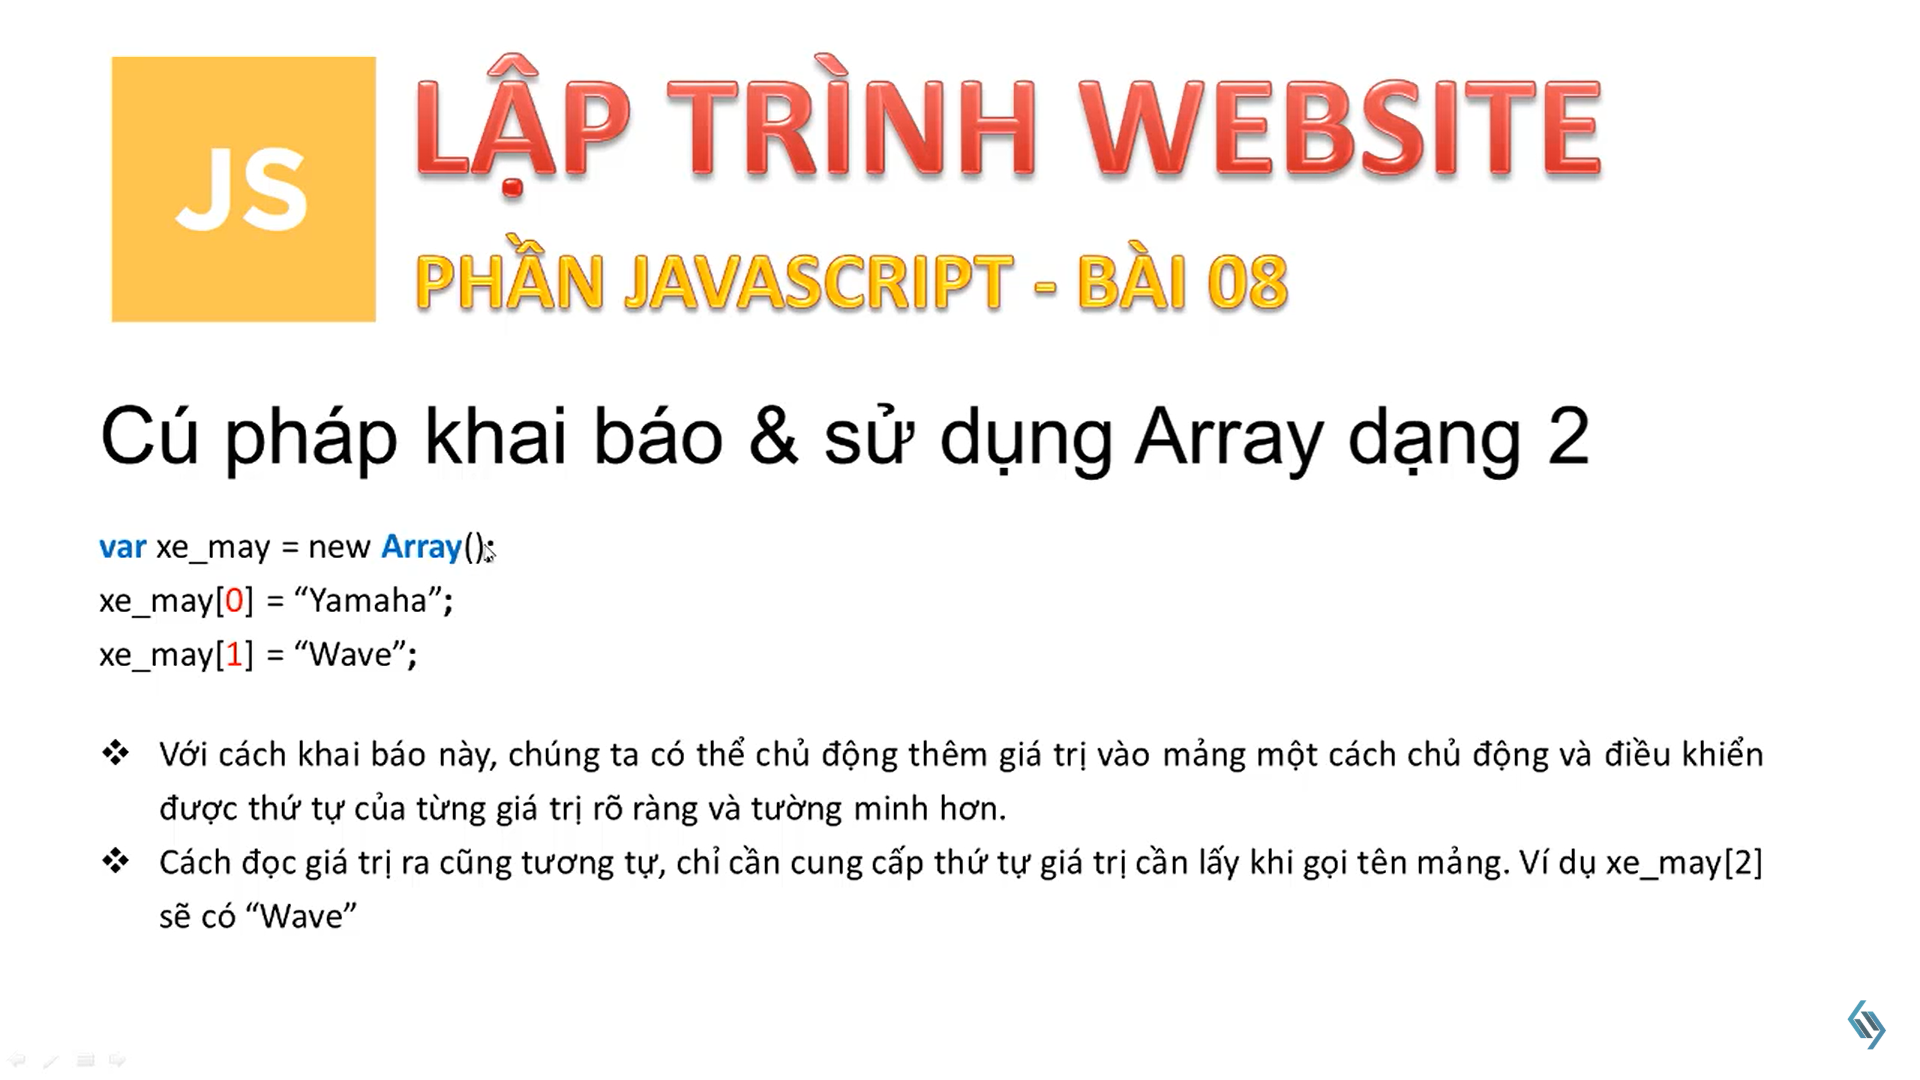 JS
LẬP TRÌNH WEBSITE
PHẦN JAVASCRIPT - BÀI 08
Cú pháp khai báo & sử dụng Array dạng 2
var xe_may = new Array();
xe_may[0] = “Yamaha”;
xe_may[1] = “Wave”;
❖ Với cách khai báo này, chúng ta có thể chủ động thêm giá trị vào mảng một cách chủ động và điều khiển
được thứ tự của từng giá trị rõ ràng và tường minh hơn.
❖ Cách đọc giá trị ra cũng tương tự, chỉ cần cung cấp thứ tự giá trị cần lấy khi gọi tên mảng. Ví dụ xe_may[2]
sẽ có “Wave”